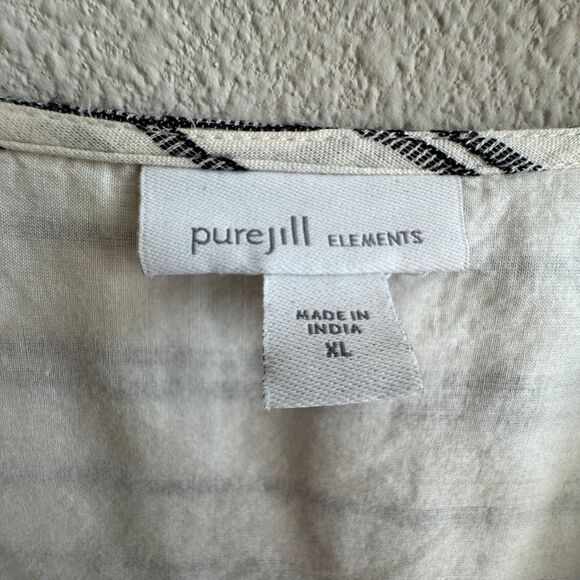 purejill ELEMENTS
MADE IN
INDIA
XL